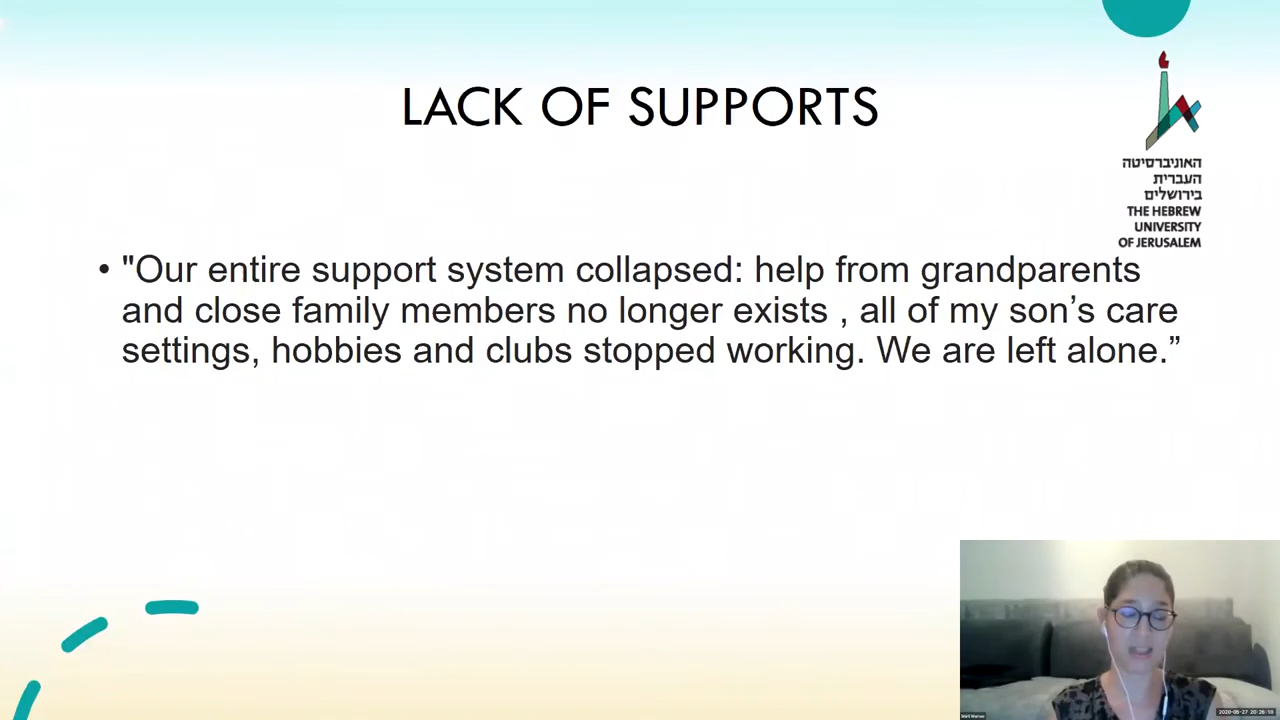 LACK OF SUPPORTS
האוניברסיטה
העברית
בירושלים
THE HEBREW
UNIVERSITY
OF JERUSALEM
• "Our entire support system collapsed: help from grandparents
and close family members no longer exists , all of my son’s care
settings, hobbies and clubs stopped working. We are left alone.”